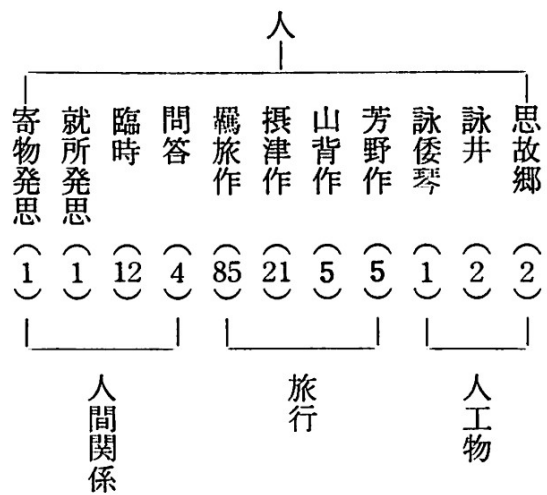 人
思故郷（2）
詠井（2）
詠倭琴（1）
芳野作（5）
山背作（5）
摂津作（21）
羈旅作（85）
問答（4）
臨時（12）
就所発思（1）
寄物発思（1）
人工物
旅行
人間関係